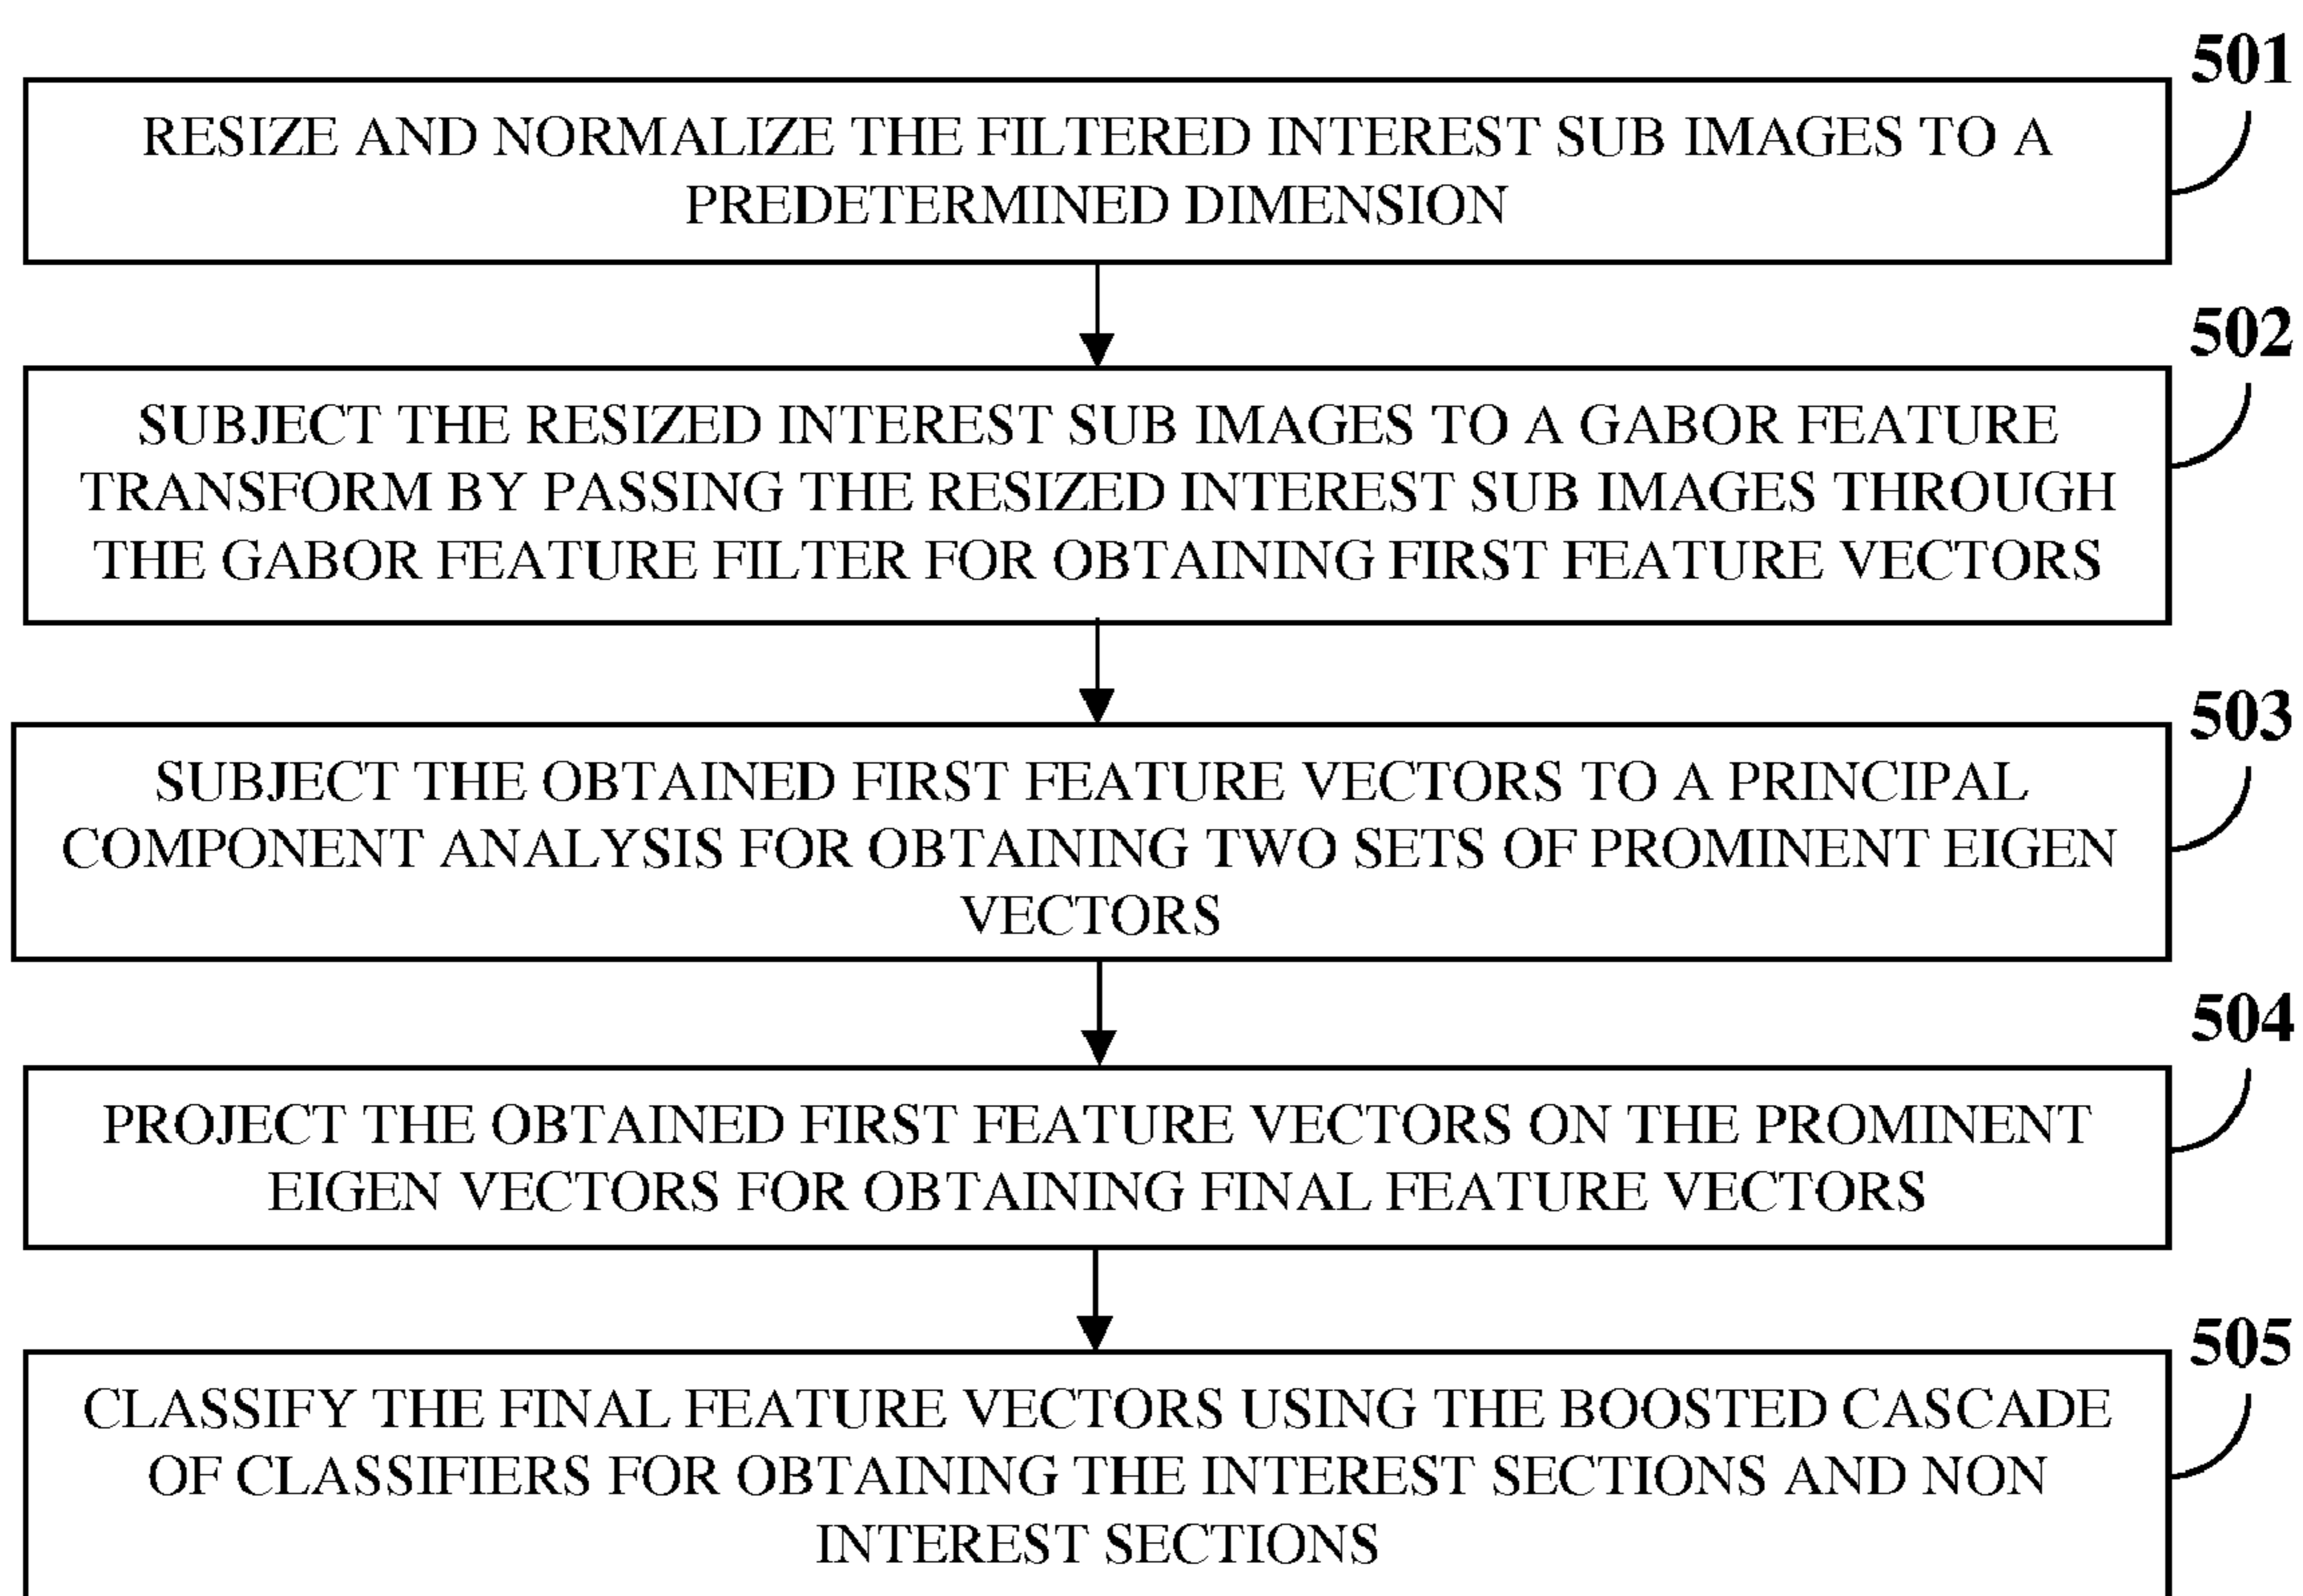 501
RESIZE AND NORMALIZE THE FILTERED INTEREST SUB IMAGES TO A
PREDETERMINED DIMENSION
502
SUBJECT THE RESIZED INTEREST SUB IMAGES TO A GABOR FEATURE
TRANSFORM BY PASSING THE RESIZED INTEREST SUB IMAGES THROUGH
THE GABOR FEATURE FILTER FOR OBTAINING FIRST FEATURE VECTORS
503
SUBJECT THE OBTAINED FIRST FEATURE VECTORS TO A PRINCIPAL
COMPONENT ANALYSIS FOR OBTAINING TWO SETS OF PROMINENT EIGEN
VECTORS
504
PROJECT THE OBTAINED FIRST FEATURE VECTORS ON THE PROMINENT
EIGEN VECTORS FOR OBTAINING FINAL FEATURE VECTORS
505
CLASSIFY THE FINAL FEATURE VECTORS USING THE BOOSTED CASCADE
OF CLASSIFIERS FOR OBTAINING THE INTEREST SECTIONS AND NON
INTEREST SECTIONS